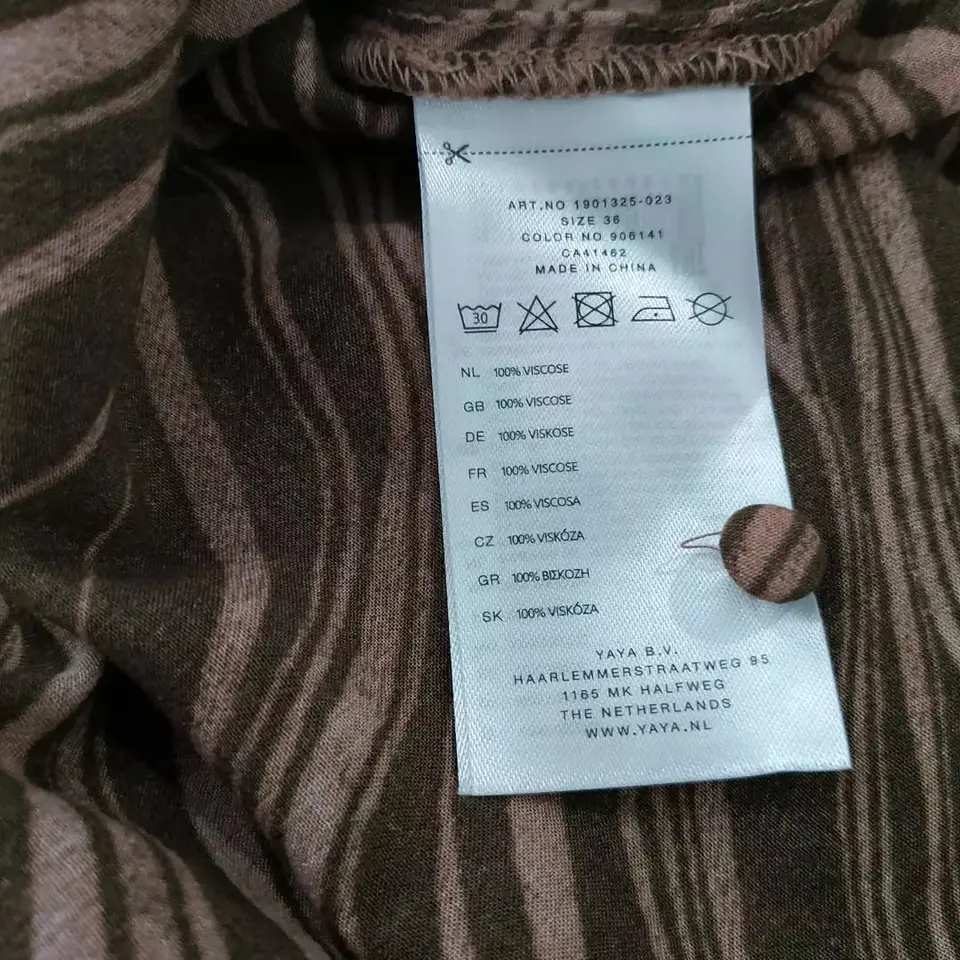 ART.NO 1901325-023
SIZE 36
COLOR NO 906141
CA41462
MADE IN CHINA
30
NL 100% VISCOSE
GB 100% VISCOSE
DE 100% VISKOSE
FR 100% VISCOSE
ES 100% VISCOSA
CZ 100% VISKÓZA
GR 100% ΒΙΣΚΟΖΗ
SK 100% VISKÓZA
YAYA B.V.
HAARLEMMERSTRAATWEG 95
1165 MK HALFWEG
THE NETHERLANDS
WWW.YAYA.NL